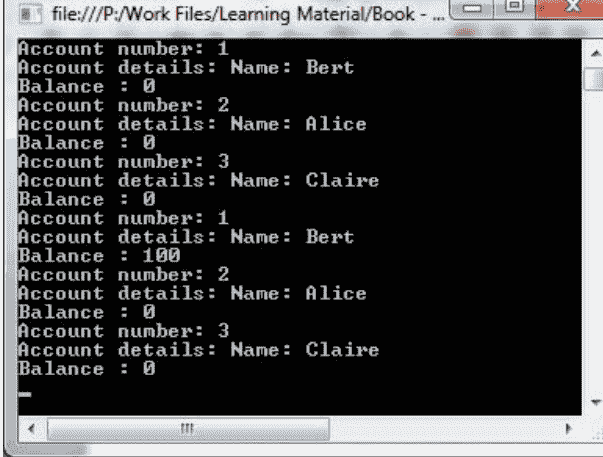 file:///P:/Work Files/Learning Material/Book - ...
Account number: 1
Account details: Name: Bert
Balance : 0
Account number: 2
Account details: Name: Alice
Balance : 0
Account number: 3
Account details: Name: Claire
Balance : 0
Account number: 1
Account details: Name: Bert
Balance : 100
Account number: 2
Account details: Name: Alice
Balance : 0
Account number: 3
Account details: Name: Claire
Balance : 0